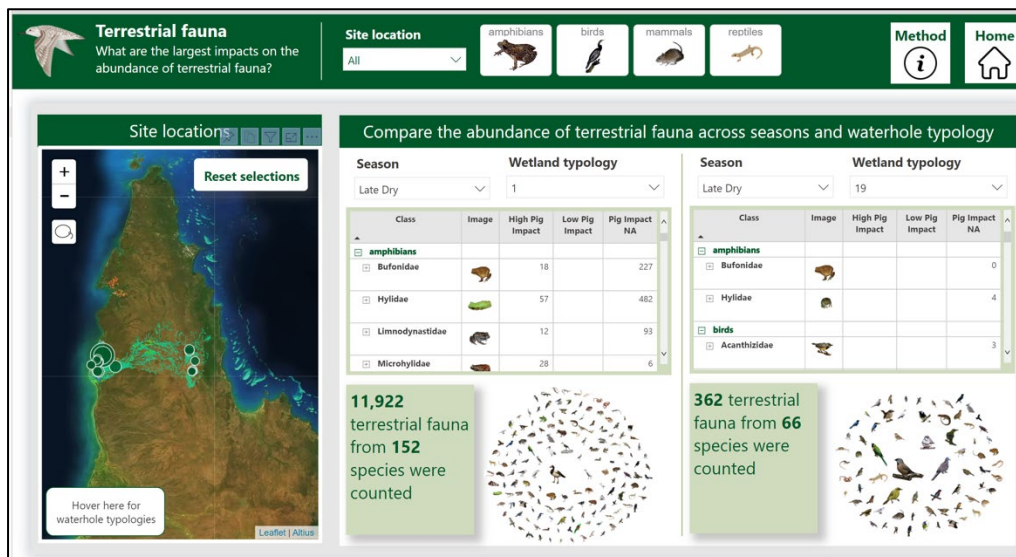 Terrestrial fauna
What are the largest impacts on the
abundance of terrestrial fauna?
Site location
All
amphibians
birds
mammals
reptiles
Method
i
Home
Site locations
+
−
Reset selections
Hover here for
waterhole typologies
Leaflet | Altius
Compare the abundance of terrestrial fauna across seasons and waterhole typology
Season Wetland typology
Late Dry 1
Class Image High Pig Impact Low Pig Impact Pig Impact NA
amphibians
Bufonidae 18 227
Hylidae 57 482
Limnodynastidae 12 93
Microhylidae 28 6
11,922
terrestrial fauna
from 152
species were
counted
Season Wetland typology
Late Dry 19
Class Image High Pig Impact Low Pig Impact Pig Impact NA
amphibians
Bufonidae 0
Hylidae 4
birds
Acanthizidae 3
362 terrestrial
fauna from 66
species were
counted